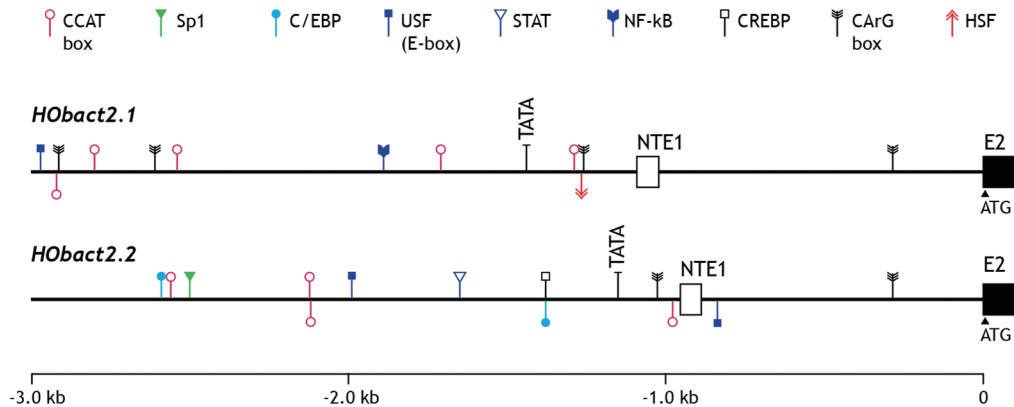 CCAT box
Sp1
C/EBP
USF (E-box)
STAT
NF-kB
CREBP
CArG box
HSF
HObact2.1
TATA
NTE1
E2
ATG
HObact2.2
TATA
NTE1
E2
ATG
-3.0 kb
-2.0 kb
-1.0 kb
0